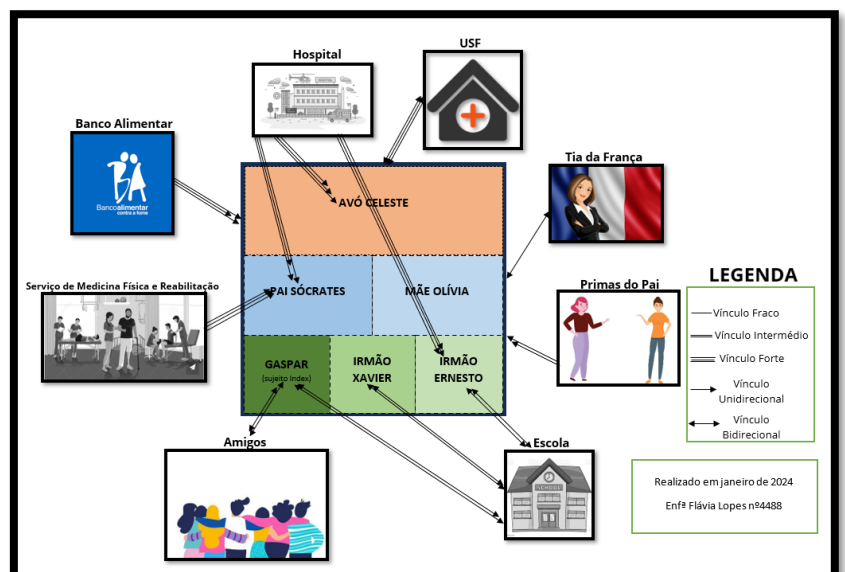 USF
Hospital
Banco Alimentar
Bancoalimentar
contra a fome
Tia da França
AVÓ CELESTE
Serviço de Medicina Física e Reabilitação
PAI SÓCRATES
MÃE OLÍVIA
Primas do Pai
LEGENDA
Vínculo Fraco
Vínculo Intermédio
Vínculo Forte
Vínculo
Unidirecional
Vínculo
Bidirecional
GASPAR
(sujeito índex)
IRMÃO
XAVIER
IRMÃO
ERNESTO
Amigos
Escola
SCHOOL
Realizado em janeiro de 2024
Enfª Flávia Lopes nº4488